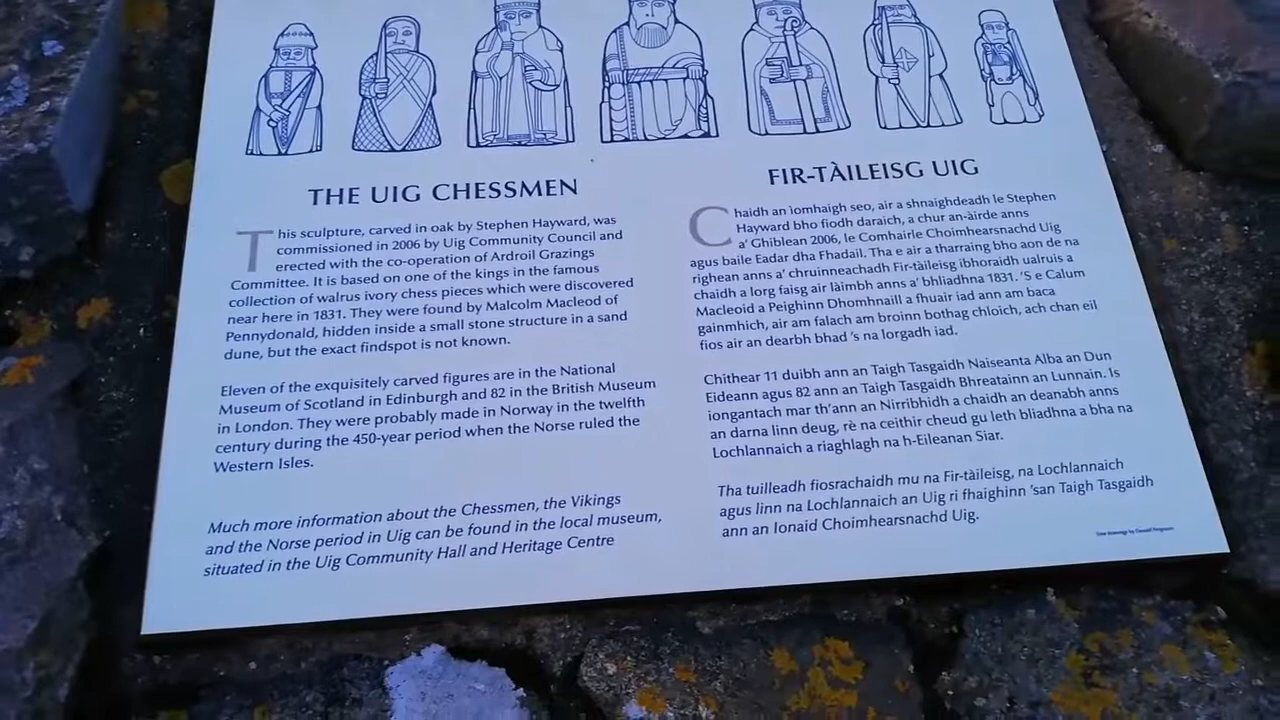 THE UIG CHESSMEN
This sculpture, carved in oak by Stephen Hayward, was
commissioned in 2006 by Uig Community Council and
erected with the co-operation of Ardroil Grazings
Committee. It is based on one of the kings in the famous
collection of walrus ivory chess pieces which were discovered
near here in 1831. They were found by Malcolm Macleod of
Pennydonald, hidden inside a small stone structure in a sand
dune, but the exact findspot is not known.
Eleven of the exquisitely carved figures are in the National
Museum of Scotland in Edinburgh and 82 in the British Museum
in London. They were probably made in Norway in the twelfth
century during the 450-year period when the Norse ruled the
Western Isles.
Much more information about the Chessmen, the Vikings
and the Norse period in Uig can be found in the local museum,
situated in the Uig Community Hall and Heritage Centre
FIR-TÀILEISG UIG
Chaidh an ìomhaigh seo, air a shnaighdeadh le Stephen
Hayward bho fiodh daraich, a chur an-àirde anns
a' Ghiblean 2006, le Comhairle Choimhearsnachd Uig
agus baile Eadar dha Fhadail. Tha e air a tharraing bho aon de na
righean anns a' chruinneachadh Fir-tàileisg ibhoraidh ualruis a
chaidh a lorg faisg air làimbh anns a' bhliadhna 1831. 'S e Calum
Macleoid a Peighinn Dhomhnaill a fhuair iad ann am baca
gainmhich, air am falach am broinn bothag chloich, ach chan eil
fios air an dearbh bhad 's na lorgadh iad.
Chithear 11 duibh ann an Taigh Tasgaidh Naiseanta Alba an Dun
Eideann agus 82 ann an Taigh Tasgaidh Bhreatainn an Lunnain. Is
iongantach mar th'ann an Nirribhidh a chaidh an deanabh anns
an darna linn deug, rè na ceithir cheud gu leth bliadhna a bha na
Lochlannaich a riaghlagh na h-Eileanan Siar.
Tha tuilleadh fiosrachaidh mu na Fir-tàileisg, na Lochlannaich
agus linn na Lochlannaich an Uig ri fhaighinn 'san Taigh Tasgaidh
ann an Ionaid Choimhearsnachd Uig.